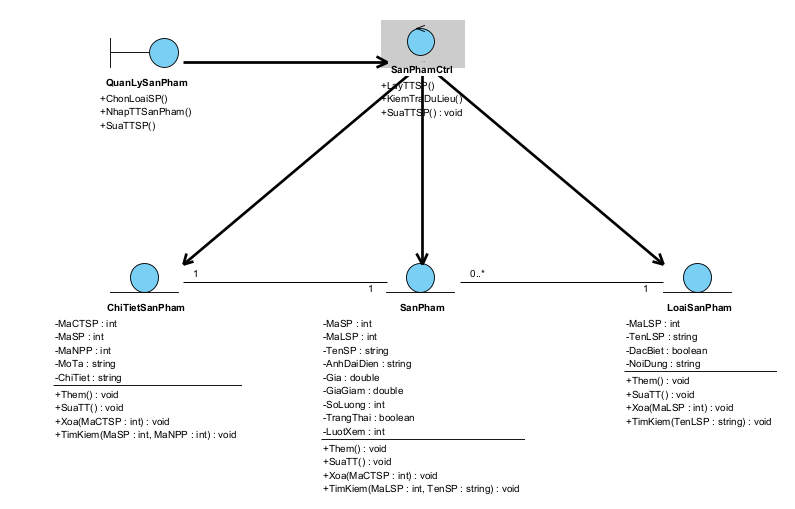 QuanLySanPham
+ChonLoaiSP()
+NhapTTSanPham()
+SuaTTSP()
SanPhamCtrl
+LayTTSP()
+KiemTraDuLieu()
+SuaTTSP() : void
1
1
0..*
1
ChiTietSanPham
-MaCTSP : int
-MaSP : int
-MaNPP : int
-MoTa : string
-ChiTiet : string
+Them() : void
+SuaTT() : void
+Xoa(MaCTSP : int) : void
+TimKiem(MaSP : int, MaNPP : int) : void
SanPham
-MaSP : int
-MaLSP : int
-TenSP : string
-AnhDaiDien : string
-Gia : double
-GiaGiam : double
-SoLuong : int
-TrangThai : boolean
-LuotXem : int
+Them() : void
+SuaTT() : void
+Xoa(MaCTSP : int) : void
+TimKiem(MaLSP : int, TenSP : string) : void
LoaiSanPham
-MaLSP : int
-TenLSP : string
-DacBiet : boolean
-NoiDung : string
+Them() : void
+SuaTT() : void
+Xoa(MaLSP : int) : void
+TimKiem(TenLSP : string) : void